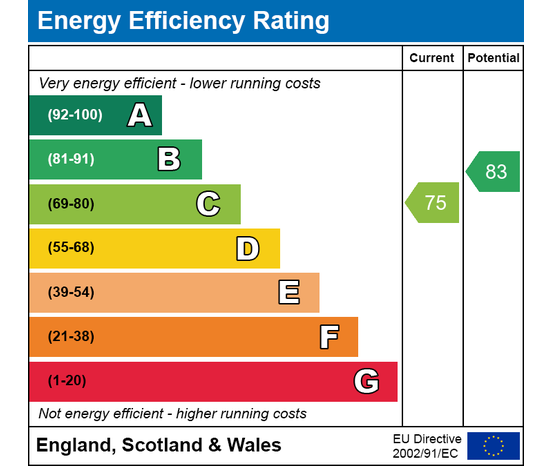 Energy Efficiency Rating
Current Potential
Very energy efficient - lower running costs
(92-100) A
(81-91) B
83
(69-80) C
75
(55-68) D
(39-54) E
(21-38) F
(1-20) G
Not energy efficient - higher running costs
England, Scotland & Wales
EU Directive
2002/91/EC